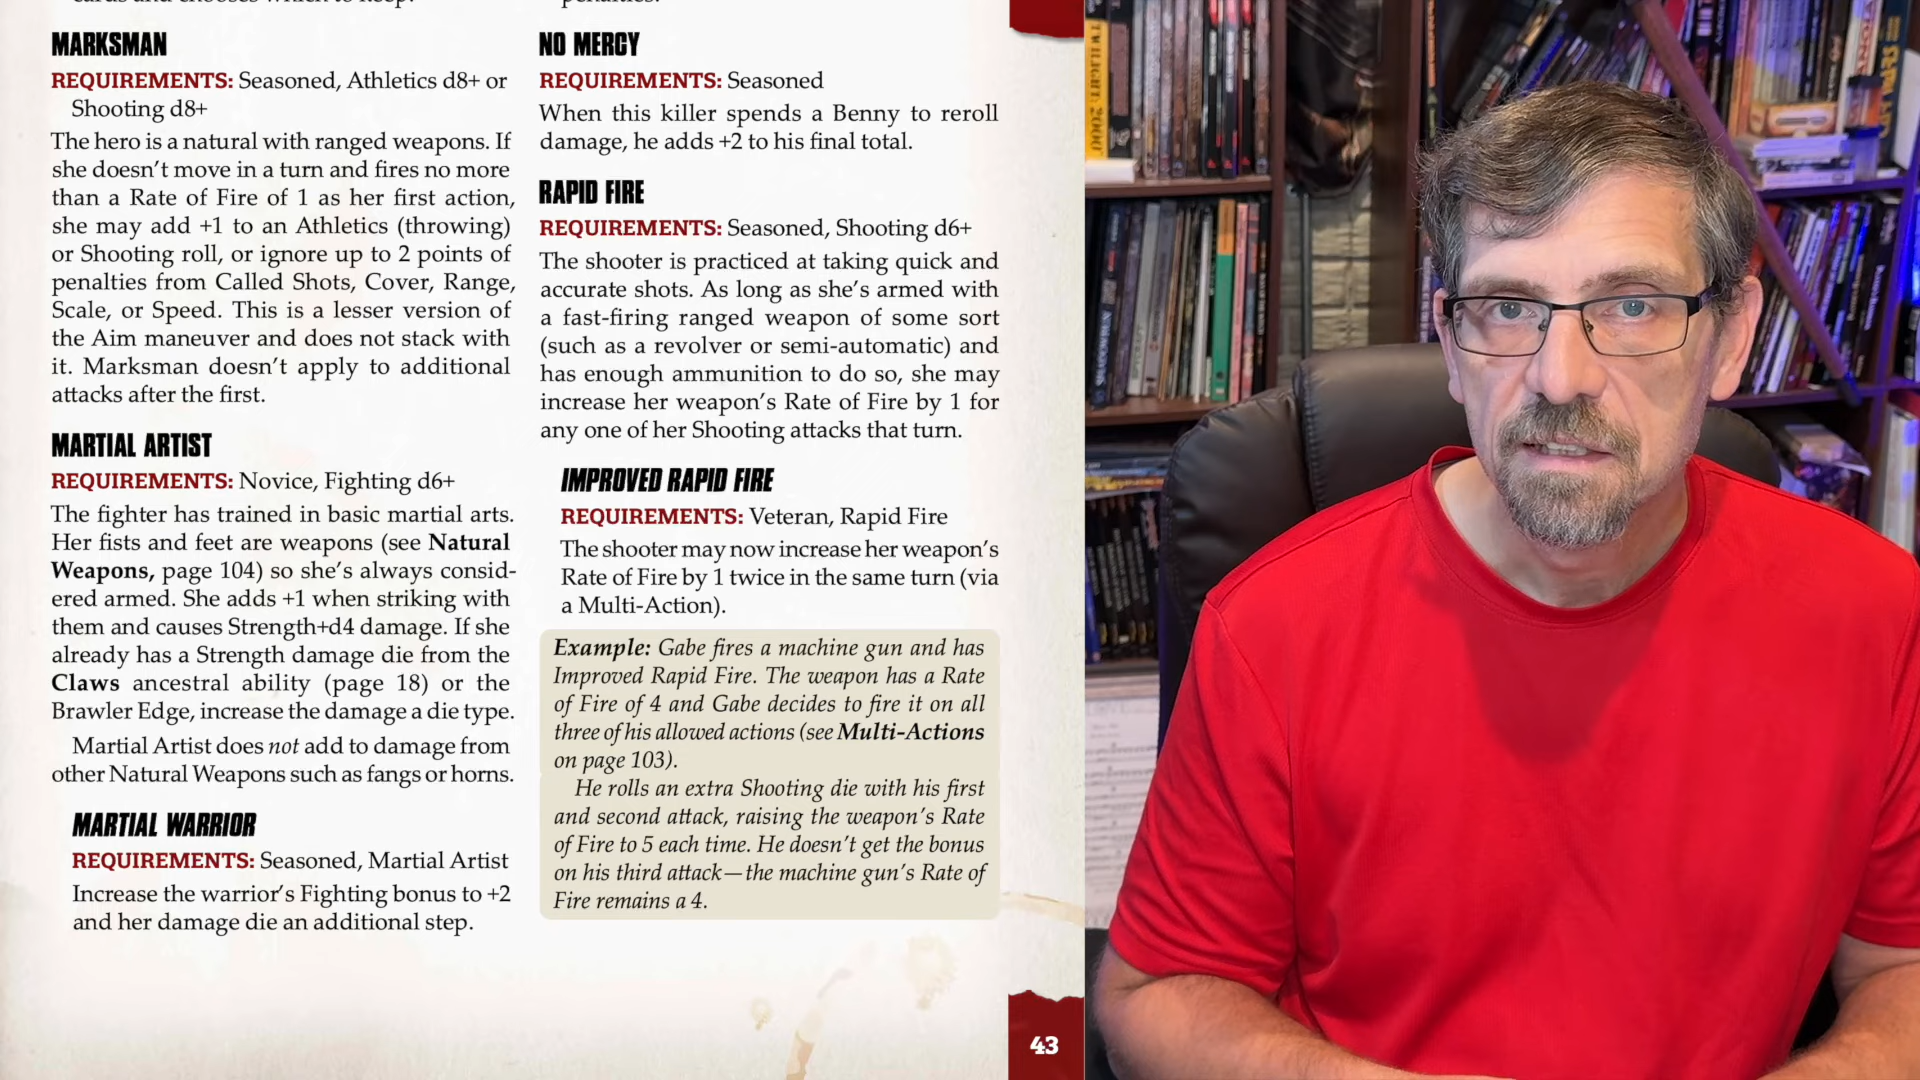 cards and chooses which to keep.
MARKSMAN
REQUIREMENTS: Seasoned, Athletics d8+ or
Shooting d8+
The hero is a natural with ranged weapons. If
she doesn’t move in a turn and fires no more
than a Rate of Fire of 1 as her first action,
she may add +1 to an Athletics (throwing)
or Shooting roll, or ignore up to 2 points of
penalties from Called Shots, Cover, Range,
Scale, or Speed. This is a lesser version of
the Aim maneuver and does not stack with
it. Marksman doesn’t apply to additional
attacks after the first.
MARTIAL ARTIST
REQUIREMENTS: Novice, Fighting d6+
The fighter has trained in basic martial arts.
Her fists and feet are weapons (see Natural
Weapons, page 104) so she’s always consid-
ered armed. She adds +1 when striking with
them and causes Strength+d4 damage. If she
already has a Strength damage die from the
Claws ancestral ability (page 18) or the
Brawler Edge, increase the damage a die type.
Martial Artist does not add to damage from
other Natural Weapons such as fangs or horns.
MARTIAL WARRIOR
REQUIREMENTS: Seasoned, Martial Artist
Increase the warrior’s Fighting bonus to +2
and her damage die an additional step.
penalties.
NO MERCY
REQUIREMENTS: Seasoned
When this killer spends a Benny to reroll
damage, he adds +2 to his final total.
RAPID FIRE
REQUIREMENTS: Seasoned, Shooting d6+
The shooter is practiced at taking quick and
accurate shots. As long as she’s armed with
a fast-firing ranged weapon of some sort
(such as a revolver or semi-automatic) and
has enough ammunition to do so, she may
increase her weapon’s Rate of Fire by 1 for
any one of her Shooting attacks that turn.
IMPROVED RAPID FIRE
REQUIREMENTS: Veteran, Rapid Fire
The shooter may now increase her weapon’s
Rate of Fire by 1 twice in the same turn (via
a Multi-Action).
Example: Gabe fires a machine gun and has
Improved Rapid Fire. The weapon has a Rate
of Fire of 4 and Gabe decides to fire it on all
three of his allowed actions (see Multi-Actions
on page 103).
He rolls an extra Shooting die with his first
and second attack, raising the weapon’s Rate
of Fire to 5 each time. He doesn’t get the bonus
on his third attack—the machine gun’s Rate of
Fire remains a 4.
43
TWILIGHT: 2000
SHADOWRUN